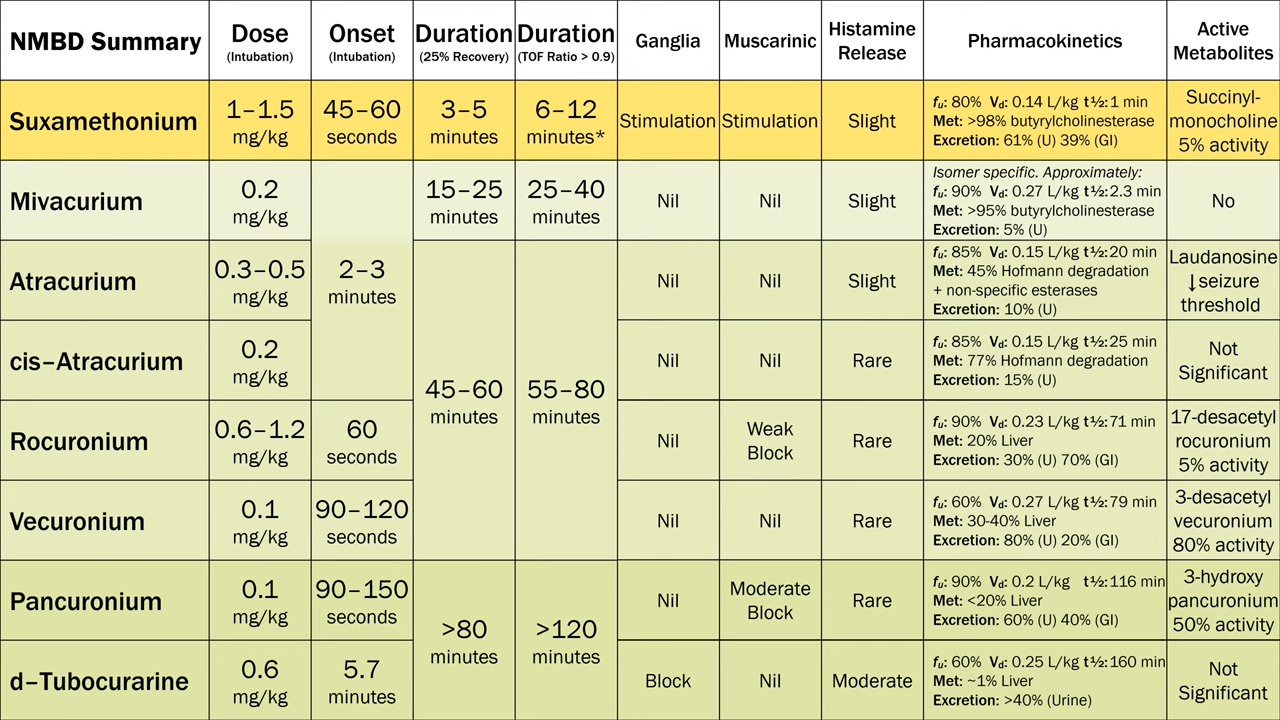 NMBD Summary
Dose
(Intubation)
Onset
(Intubation)
Duration
(25% Recovery)
Duration
(TOF Ratio > 0.9)
Ganglia
Muscarinic
Histamine
Release
Pharmacokinetics
Active
Metabolites
Suxamethonium
1–1.5
mg/kg
45–60
seconds
3–5
minutes
6–12
minutes*
Stimulation
Stimulation
Slight
fu: 80% Vd: 0.14 L/kg t½: 1 min
Met: >98% butyrylcholinesterase
Excretion: 61% (U) 39% (GI)
Succinyl-
monocholine
5% activity
Mivacurium
0.2
mg/kg
2–3
minutes
15–25
minutes
25–40
minutes
Nil
Nil
Slight
Isomer specific. Approximately:
fu: 90% Vd: 0.27 L/kg t½: 2.3 min
Met: >95% butyrylcholinesterase
Excretion: 5% (U)
No
Atracurium
0.3–0.5
mg/kg
45–60
minutes
55–80
minutes
Nil
Nil
Slight
fu: 85% Vd: 0.15 L/kg t½: 20 min
Met: 45% Hofmann degradation
+ non-specific esterases
Excretion: 10% (U)
Laudanosine
↓seizure
threshold
cis–Atracurium
0.2
mg/kg
Nil
Nil
Rare
fu: 85% Vd: 0.15 L/kg t½: 25 min
Met: 77% Hofmann degradation
Excretion: 15% (U)
Not
Significant
Rocuronium
0.6–1.2
mg/kg
60
seconds
Nil
Weak
Block
Rare
fu: 90% Vd: 0.23 L/kg t½: 71 min
Met: 20% Liver
Excretion: 30% (U) 70% (GI)
17-desacetyl
rocuronium
5% activity
Vecuronium
0.1
mg/kg
90–120
seconds
Nil
Nil
Rare
fu: 60% Vd: 0.27 L/kg t½: 79 min
Met: 30-40% Liver
Excretion: 80% (U) 20% (GI)
3-desacetyl
vecuronium
80% activity
Pancuronium
0.1
mg/kg
90–150
seconds
>80
minutes
>120
minutes
Nil
Moderate
Block
Rare
fu: 90% Vd: 0.2 L/kg t½: 116 min
Met: <20% Liver
Excretion: 60% (U) 40% (GI)
3-hydroxy
pancuronium
50% activity
d–Tubocurarine
0.6
mg/kg
5.7
minutes
Block
Nil
Moderate
fu: 60% Vd: 0.25 L/kg t½: 160 min
Met: ~1% Liver
Excretion: >40% (Urine)
Not
Significant